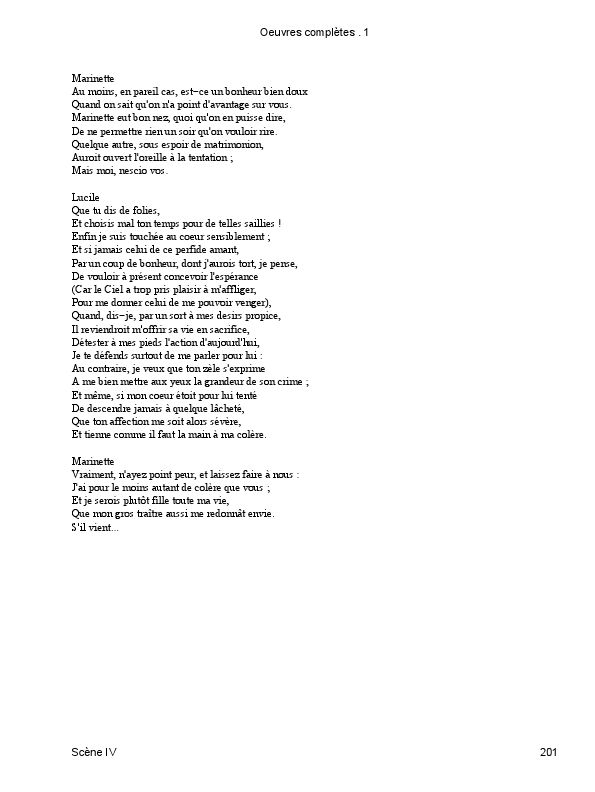 Oeuvres complètes . 1
Marinette
Au moins, en pareil cas, est−ce un bonheur bien doux
Quand on sait qu'on n'a point d'avantage sur vous.
Marinette eut bon nez, quoi qu'on en puisse dire,
De ne permettre rien un soir qu'on vouloir rire.
Quelque autre, sous espoir de matrimonion,
Auroit ouvert l'oreille à la tentation ;
Mais moi, nescio vos.
Lucile
Que tu dis de folies,
Et choisis mal ton temps pour de telles saillies !
Enfin je suis touchée au coeur sensiblement ;
Et si jamais celui de ce perfide amant,
Par un coup de bonheur, dont j'aurois tort, je pense,
De vouloir à présent concevoir l'espérance
(Car le Ciel a trop pris plaisir à m'affliger,
Pour me donner celui de me pouvoir venger),
Quand, dis−je, par un sort à mes desirs propice,
Il reviendroit m'offrir sa vie en sacrifice,
Détester à mes pieds l'action d'aujourd'hui,
Je te défends surtout de me parler pour lui :
Au contraire, je veux que ton zèle s'exprime
A me bien mettre aux yeux la grandeur de son crime ;
Et même, si mon coeur étoit pour lui tenté
De descendre jamais à quelque lâcheté,
Que ton affection me soit alors sévère,
Et tienne comme il faut la main à ma colère.
Marinette
Vraiment, n'ayez point peur, et laissez faire à nous :
J'ai pour le moins autant de colère que vous ;
Et je serois plutôt fille toute ma vie,
Que mon gros traître aussi me redonnât envie.
S'il vient...
Scène IV
201